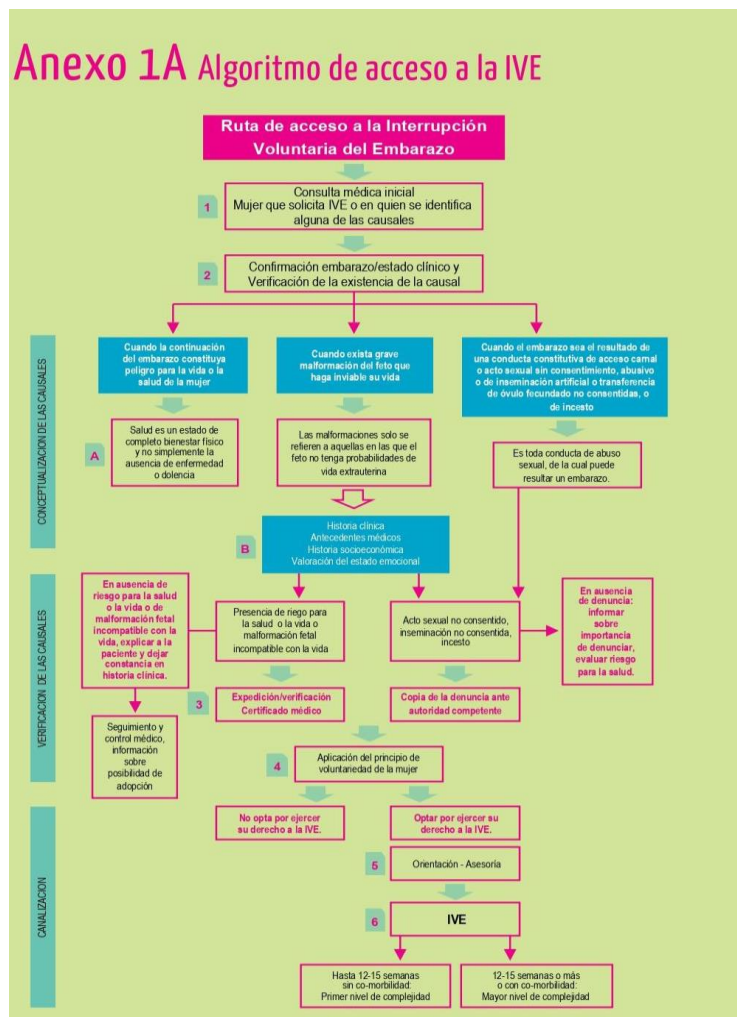 Anexo 1A Algoritmo de acceso a la IVE
Ruta de acceso a la Interrupción
Voluntaria del Embarazo
1
Consulta médica inicial
Mujer que solicita IVE o en quien se identifica
alguna de las causales
2
Confirmación embarazo/estado clínico y
Verificación de la existencia de la causal
CONCEPTUALIZACION DE LAS CAUSALES
Cuando la continuación
del embarazo constituya
peligro para la vida o la
salud de la mujer
Cuando exista grave
malformación del feto que
haga inviable su vida
Cuando el embarazo sea el resultado de
una conducta constitutiva de acceso carnal
o acto sexual sin consentimiento, abusivo
o de inseminación artificial o transferencia
de óvulo fecundado no consentidas, o
de incesto
A
Salud es un estado de
completo bienestar físico
y no simplemente la
ausencia de enfermedad
o dolencia
Las malformaciones solo se
refieren a aquellas en las que el
feto no tenga probabilidades de
vida extrauterina
Es toda conducta de abuso
sexual, de la cual puede
resultar un embarazo.
B
Historia clínica
Antecedentes médicos
Historia socioeconómica
Valoración del estado emocional
VERIFICACION DE LAS CAUSALES
En ausencia de
riesgo para la salud
o la vida o de
malformación fetal
incompatible con la
vida, explicar a la
paciente y dejar
constancia en
historia clínica.
Presencia de riego para
la salud o la vida o
malformación fetal
incompatible con la vida
Acto sexual no consentido,
inseminación no consentida,
incesto
En ausencia
de denuncia:
informar
sobre
importancia
de denunciar,
evaluar riesgo
para la salud.
3
Expedición/verificación
Certificado médico
Copia de la denuncia ante
autoridad competente
Seguimiento y
control médico,
información
sobre
posibilidad de
adopción
4
Aplicación del principio de
voluntariedad de la mujer
No opta por ejercer
su derecho a la IVE.
Optar por ejercer su
derecho a la IVE.
CANALIZACION
5
Orientación - Asesoría
6
IVE
Hasta 12-15 semanas
sin co-morbilidad:
Primer nivel de complejidad
12-15 semanas o más
o con co-morbilidad:
Mayor nivel de complejidad